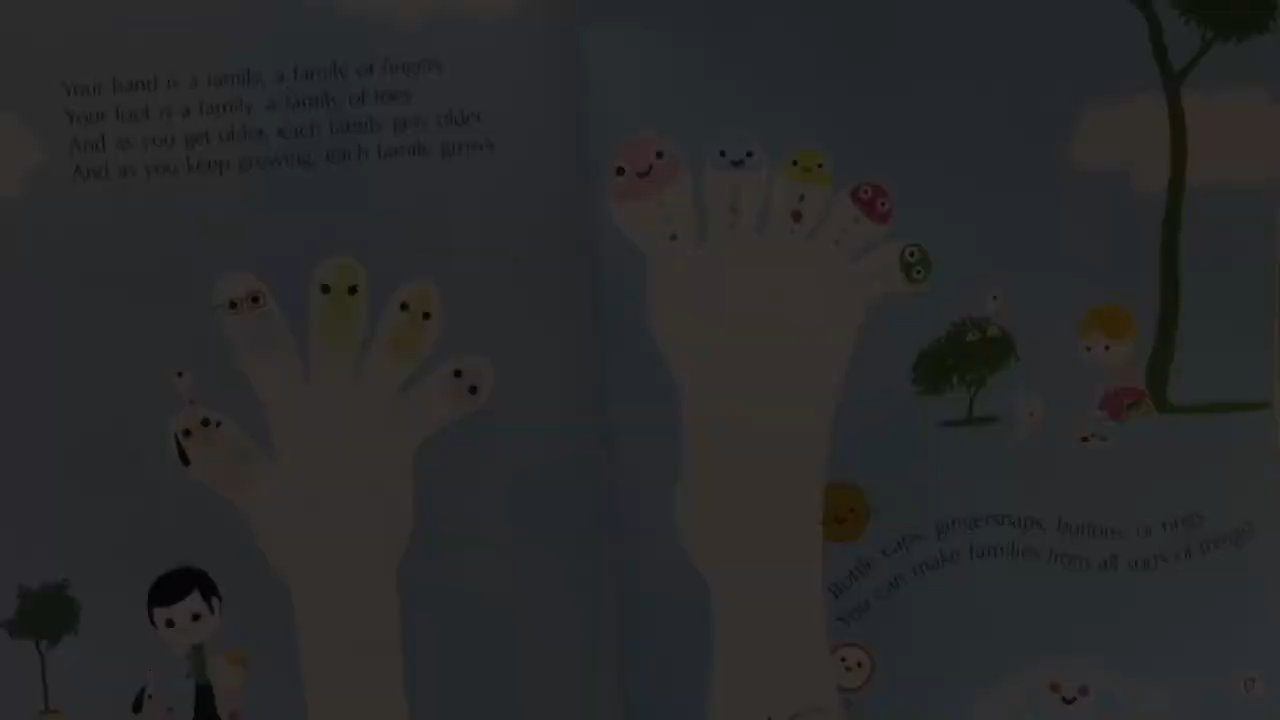 Your hand is a family, a family of fingers
Your foot is a family, a family of toes
And as you get older, each family gets older
And as you keep growing, each family grows
Bottle caps, gingersnaps, buttons, or rings
You can make families from all sorts of things!
17